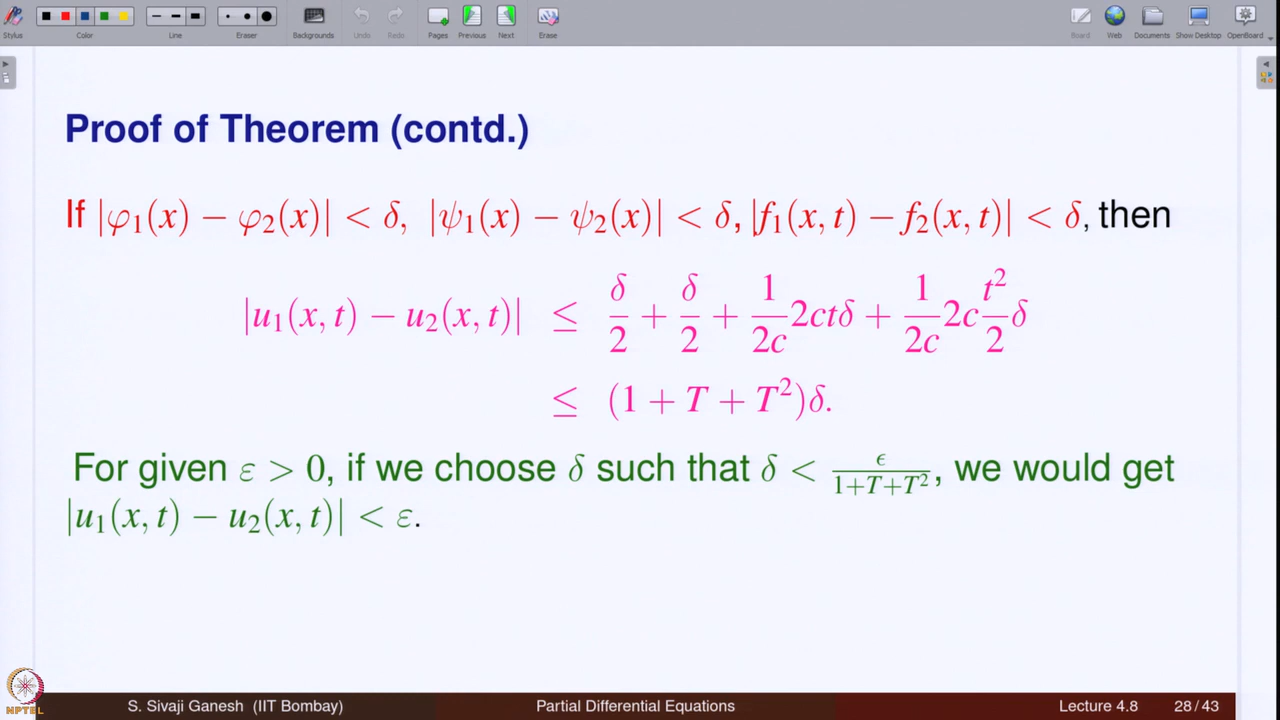 Stylus
Color
Line
Eraser
Backgrounds
Undo
Redo
Pages
Previous
Next
Erase
Board
Web
Documents
Show Desktop
OpenBoard
Proof of Theorem (contd.)
If |φ₁(x) − φ₂(x)| < δ, |ψ₁(x) − ψ₂(x)| < δ, |f₁(x, t) − f₂(x, t)| < δ, then
|u₁(x, t) − u₂(x, t)| ≤ δ/2 + δ/2 + 1/2c 2ctδ + 1/2c 2c t²/2 δ
≤ (1 + T + T²)δ.
For given ε > 0, if we choose δ such that δ < ϵ/1+T+T², we would get
|u₁(x, t) − u₂(x, t)| < ε.
NPTEL
S. Sivaji Ganesh (IIT Bombay)
Partial Differential Equations
Lecture 4.8
28/43